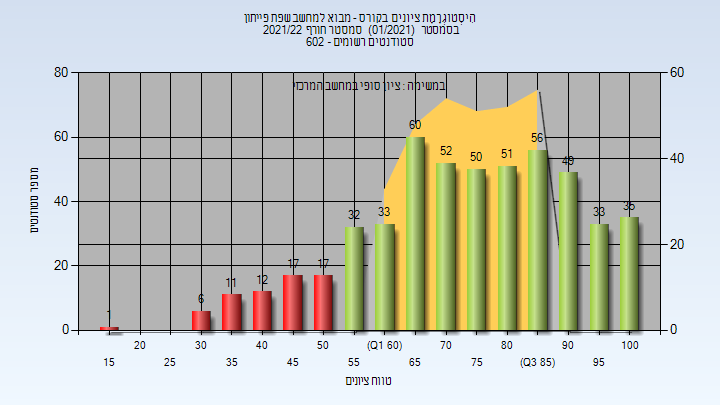 היסטוגרמת ציונים בקורס - מבוא למחשב שפת פייתון
בסמסטר (01/2021) סמסטר חורף 2021/22
סטודנטים רשומים - 602
במשימה : ציון סופי במחשב המרכזי
80 60
60 40
40 20
20 0
0
מספר סטודנטים
1 6 11 12 17 17 32 33 60 52 50 51 56 49 33 35
20 30 40 50 (Q1 60) 70 80 90 100
15 25 35 45 55 65 75 (Q3 85) 95
טווח ציונים